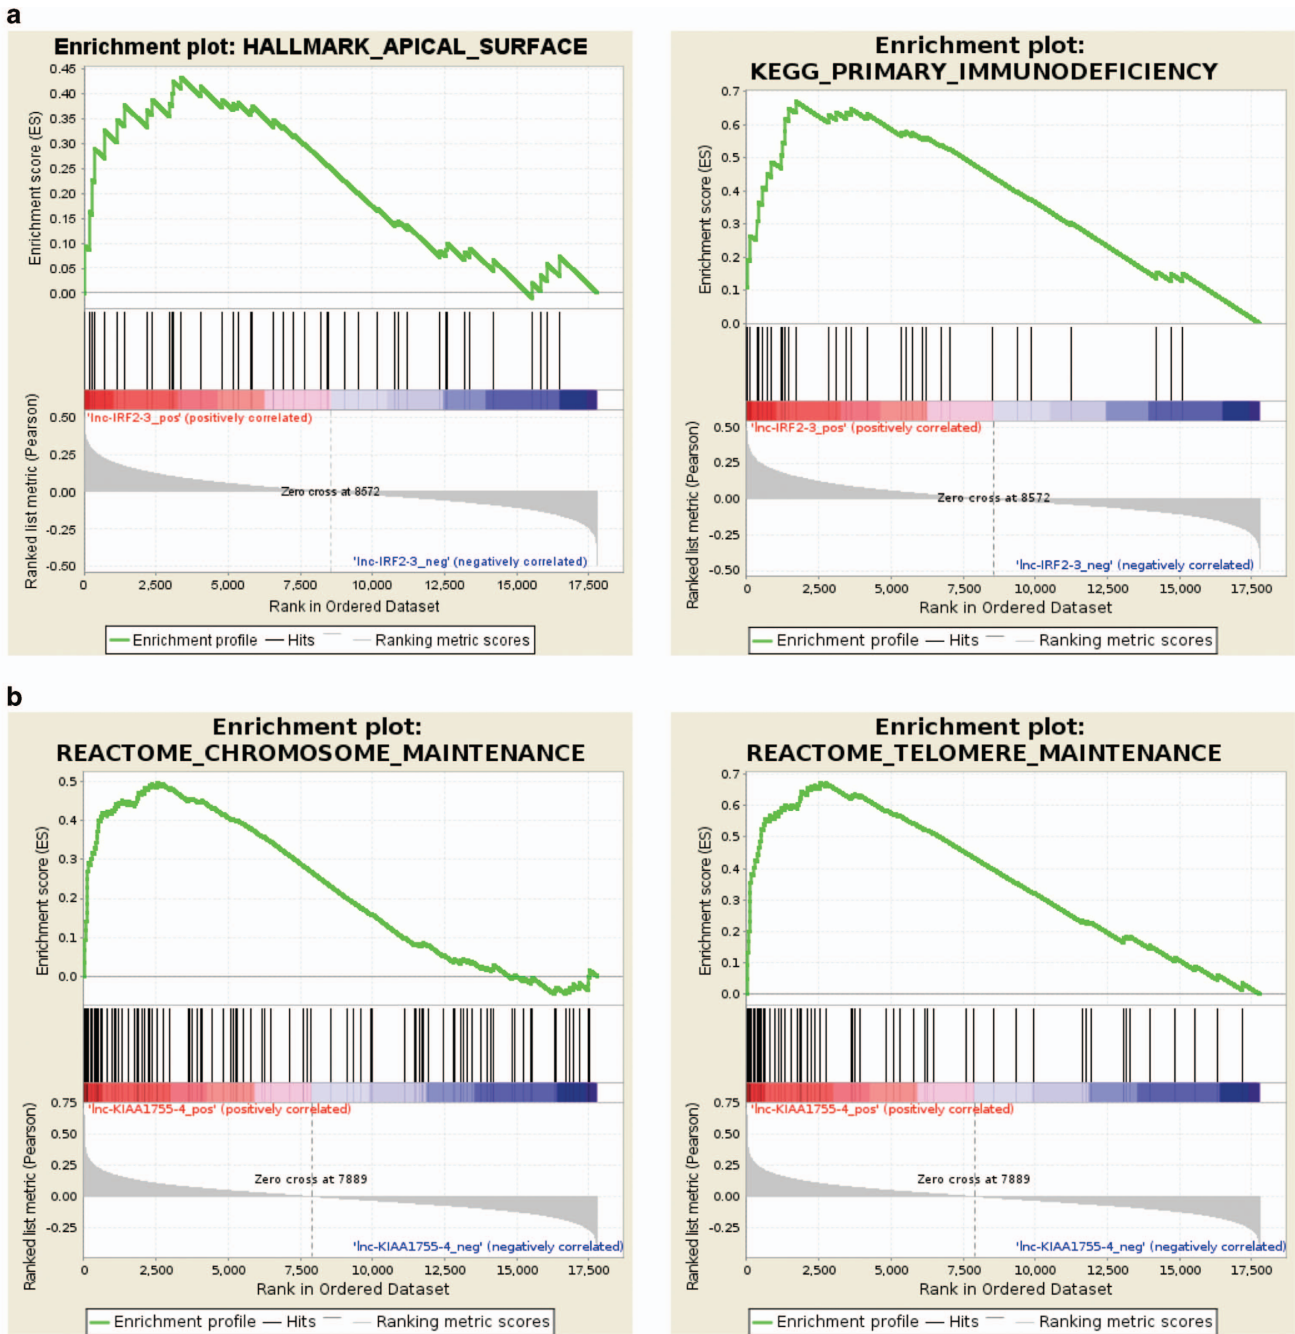 a
Enrichment plot: HALLMARK_APICAL_SURFACE
Enrichment score (ES)
0.45
0.40
0.35
0.30
0.25
0.20
0.15
0.10
0.05
0.00
'lnc-IRF2-3_pos' (positively correlated)
Ranked list metric (Pearson)
0.50
0.25
0.00
-0.25
-0.50
Zero cross at 8572
'lnc-IRF2-3_neg' (negatively correlated)
0 2,500 5,000 7,500 10,000 12,500 15,000 17,500
Rank in Ordered Dataset
Enrichment profile Hits Ranking metric scores
Enrichment plot:
KEGG_PRIMARY_IMMUNODEFICIENCY
Enrichment score (ES)
0.7
0.6
0.5
0.4
0.3
0.2
0.1
0.0
'lnc-IRF2-3_pos' (positively correlated)
Ranked list metric (Pearson)
0.50
0.25
0.00
-0.25
-0.50
Zero cross at 8572
'lnc-IRF2-3_neg' (negatively correlated)
0 2,500 5,000 7,500 10,000 12,500 15,000 17,500
Rank in Ordered Dataset
Enrichment profile Hits Ranking metric scores
b
Enrichment plot:
REACTOME_CHROMOSOME_MAINTENANCE
Enrichment score (ES)
0.5
0.4
0.3
0.2
0.1
0.0
'lnc-KIAA1755-4_pos' (positively correlated)
Ranked list metric (Pearson)
0.75
0.50
0.25
0.00
-0.25
Zero cross at 7889
'lnc-KIAA1755-4_neg' (negatively correlated)
0 2,500 5,000 7,500 10,000 12,500 15,000 17,500
Rank in Ordered Dataset
Enrichment profile Hits Ranking metric scores
Enrichment plot:
REACTOME_TELOMERE_MAINTENANCE
Enrichment score (ES)
0.7
0.6
0.5
0.4
0.3
0.2
0.1
0.0
'lnc-KIAA1755-4_pos' (positively correlated)
Ranked list metric (Pearson)
0.75
0.50
0.25
0.00
-0.25
Zero cross at 7889
'lnc-KIAA1755-4_neg' (negatively correlated)
0 2,500 5,000 7,500 10,000 12,500 15,000 17,500
Rank in Ordered Dataset
Enrichment profile Hits Ranking metric scores